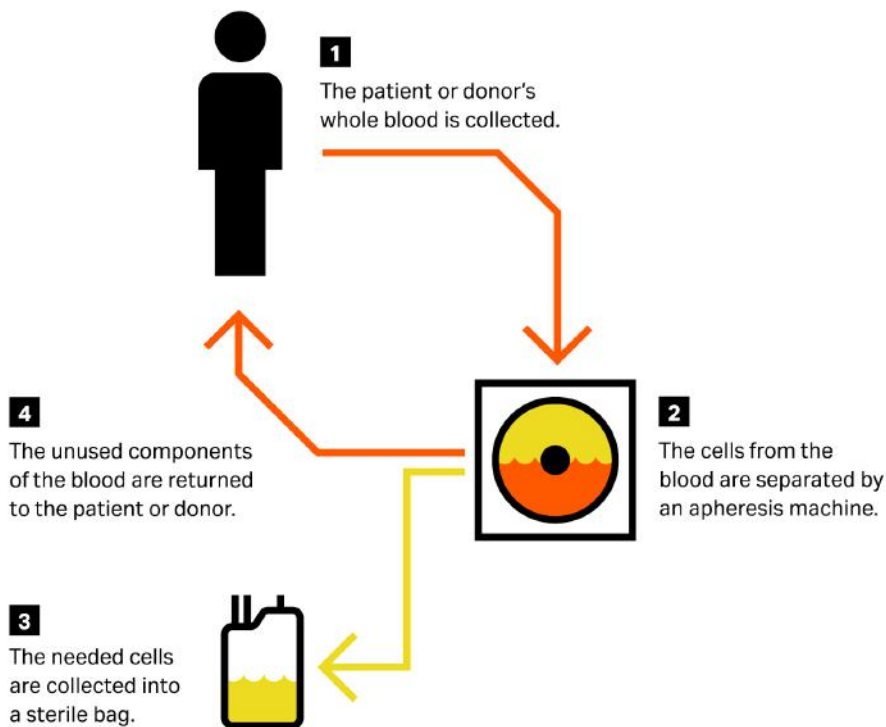 1
The patient or donor's
whole blood is collected.
2
The cells from the
blood are separated by
an apheresis machine.
3
The needed cells
are collected into
a sterile bag.
4
The unused components
of the blood are returned
to the patient or donor.